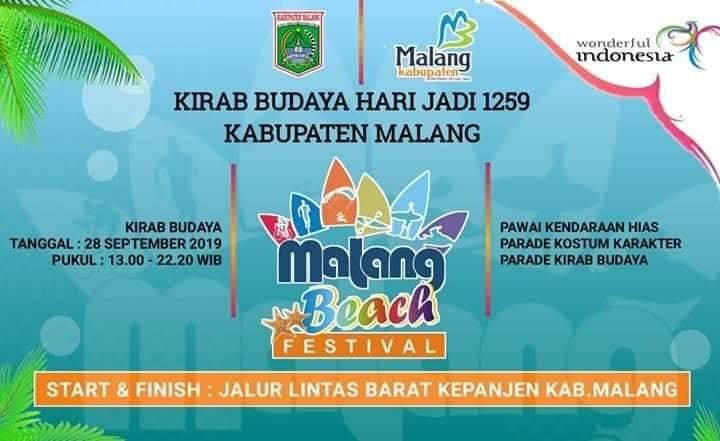 KABUPATEN MALANG
Malang
kabupaten
wonderful
indonesia
KIRAB BUDAYA HARI JADI 1259
KABUPATEN MALANG
KIRAB BUDAYA
TANGGAL : 28 SEPTEMBER 2019
PUKUL : 13.00 - 22.20 WIB
Malang
Beach
FESTIVAL
PAWAI KENDARAAN HIAS
PARADE KOSTUM KARAKTER
PARADE KIRAB BUDAYA
START & FINISH : JALUR LINTAS BARAT KEPANJEN KAB.MALANG